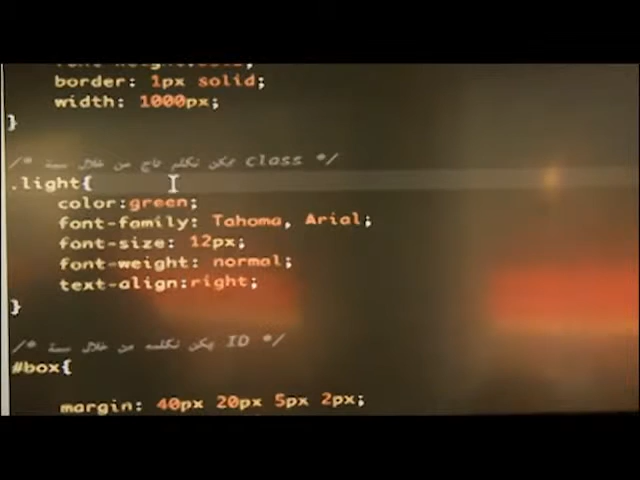 border: 1px solid;
width: 1000px;
}
/* يمكن نكلم تاج من خلال سمة class */
.light{
color:green;
font-family: Tahoma, Arial;
font-size: 12px;
font-weight: normal;
text-align:right;
}
/* يمكن نكلمه من خلال سمة ID */
#box{
margin: 40px 20px 5px 2px;